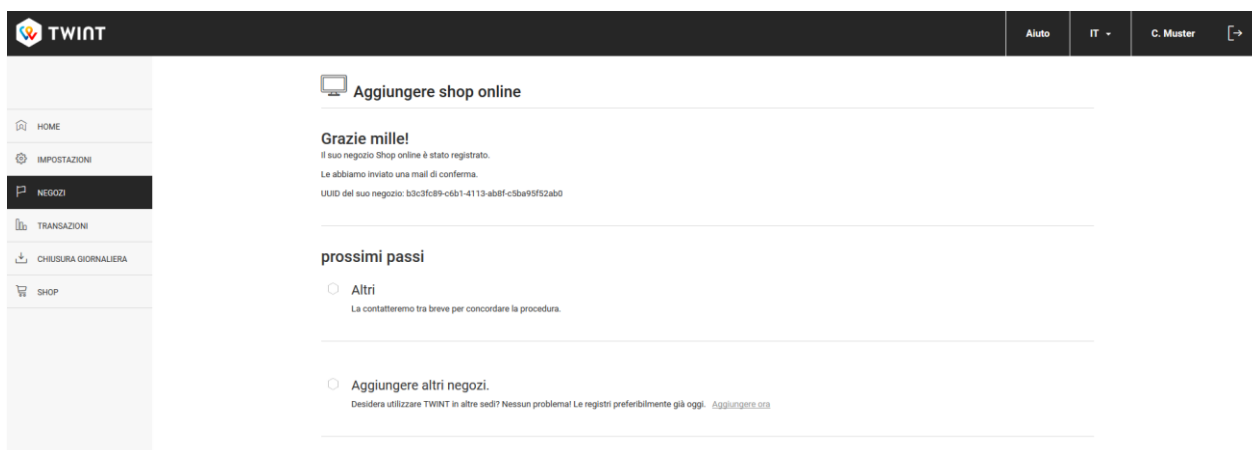 TWINT
Aiuto
IT
C. Muster
HOME
IMPOSTAZIONI
NEGOZI
TRANSAZIONI
CHIUSURA GIORNALIERA
SHOP
Aggiungere shop online
Grazie mille!
Il suo negozio Shop online è stato registrato.
Le abbiamo inviato una mail di conferma.
UUID del suo negozio: b3c3fc89-c6b1-4113-ab8f-c5ba95f52ab0
prossimi passi
Altri
La contatteremo tra breve per concordare la procedura.
Aggiungere altri negozi.
Desidera utilizzare TWINT in altre sedi? Nessun problema! Le registri preferibilmente già oggi. Aggiungere ora